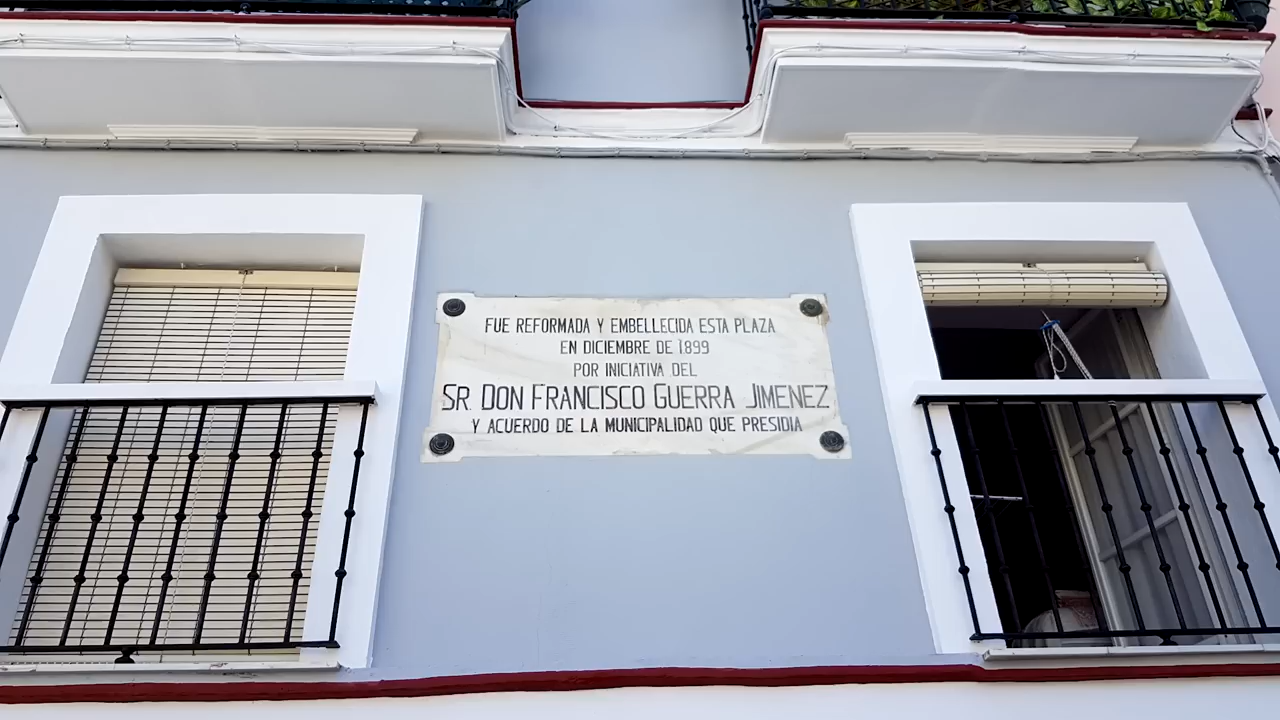 FUE REFORMADA Y EMBELLECIDA ESTA PLAZA
EN DICIEMBRE DE 1899
POR INICIATIVA DEL
SR. DON FRANCISCO GUERRA JIMENEZ
Y ACUERDO DE LA MUNICIPALIDAD QUE PRESIDIA